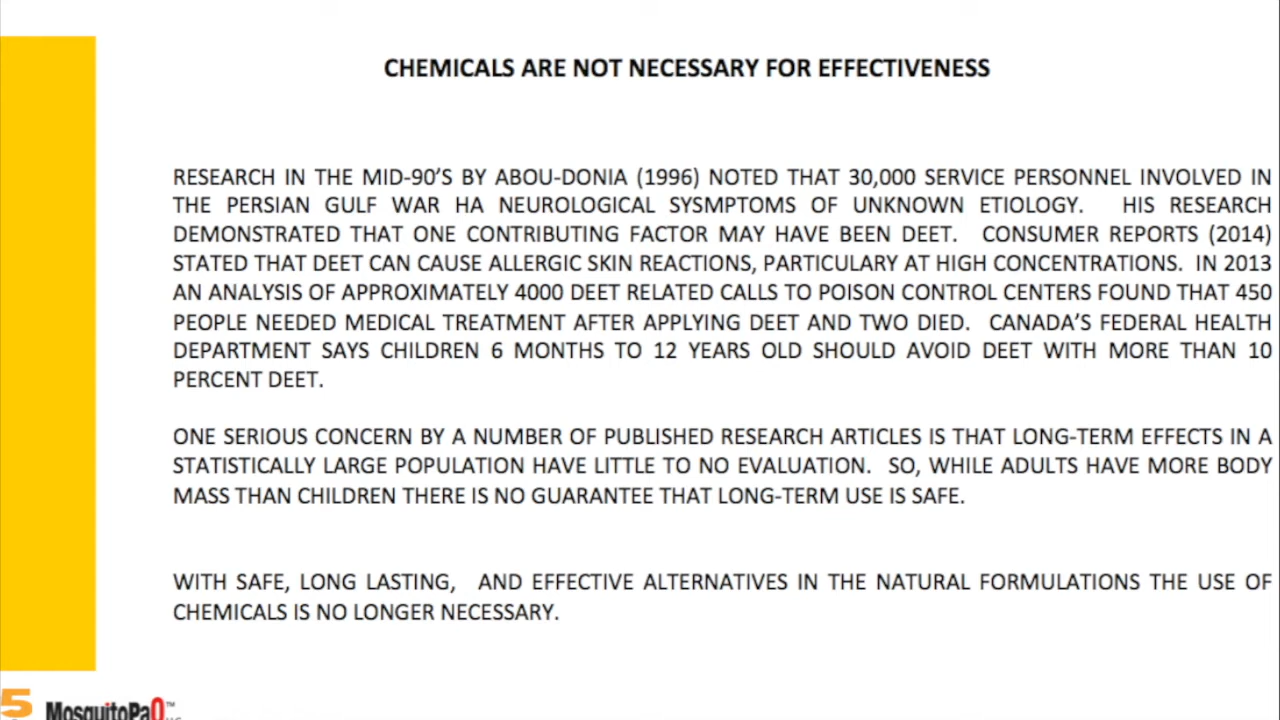 CHEMICALS ARE NOT NECESSARY FOR EFFECTIVENESS
RESEARCH IN THE MID-90'S BY ABOU-DONIA (1996) NOTED THAT 30,000 SERVICE PERSONNEL INVOLVED IN
THE PERSIAN GULF WAR HA NEUROLOGICAL SYSMPTOMS OF UNKNOWN ETIOLOGY. HIS RESEARCH
DEMONSTRATED THAT ONE CONTRIBUTING FACTOR MAY HAVE BEEN DEET. CONSUMER REPORTS (2014)
STATED THAT DEET CAN CAUSE ALLERGIC SKIN REACTIONS, PARTICULARY AT HIGH CONCENTRATIONS. IN 2013
AN ANALYSIS OF APPROXIMATELY 4000 DEET RELATED CALLS TO POISON CONTROL CENTERS FOUND THAT 450
PEOPLE NEEDED MEDICAL TREATMENT AFTER APPLYING DEET AND TWO DIED. CANADA'S FEDERAL HEALTH
DEPARTMENT SAYS CHILDREN 6 MONTHS TO 12 YEARS OLD SHOULD AVOID DEET WITH MORE THAN 10
PERCENT DEET.
ONE SERIOUS CONCERN BY A NUMBER OF PUBLISHED RESEARCH ARTICLES IS THAT LONG-TERM EFFECTS IN A
STATISTICALLY LARGE POPULATION HAVE LITTLE TO NO EVALUATION. SO, WHILE ADULTS HAVE MORE BODY
MASS THAN CHILDREN THERE IS NO GUARANTEE THAT LONG-TERM USE IS SAFE.
WITH SAFE, LONG LASTING, AND EFFECTIVE ALTERNATIVES IN THE NATURAL FORMULATIONS THE USE OF
CHEMICALS IS NO LONGER NECESSARY.
5 MosquitoPaQ™